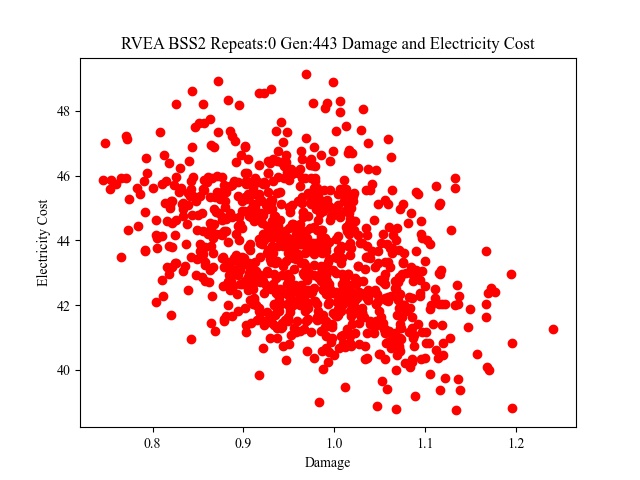 RVEA BSS2 Repeats:0 Gen:443 Damage and Electricity Cost
48
46
44
42
40
Electricity Cost
0.8 0.9 1.0 1.1 1.2
Damage